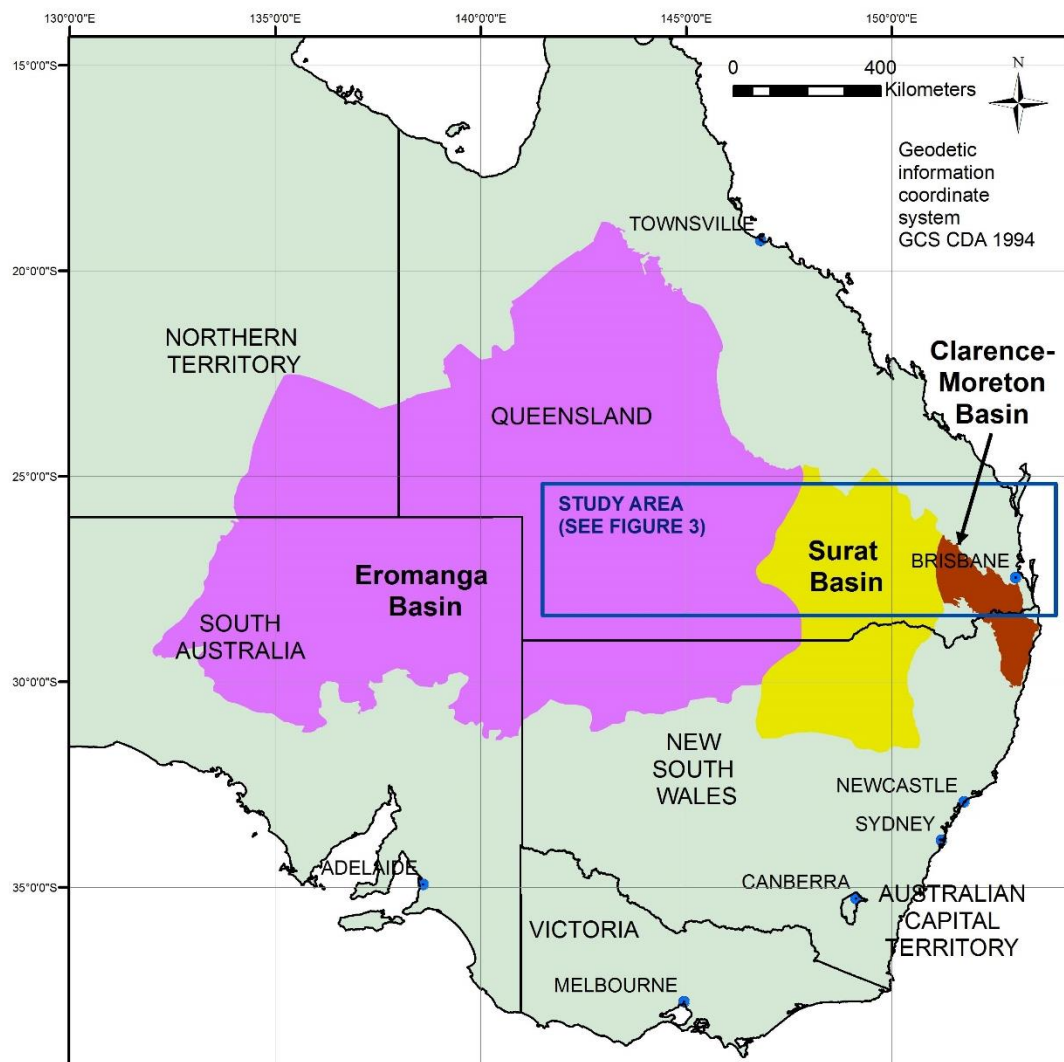 130°0'0"E
135°0'0"E
140°0'0"E
145°0'0"E
150°0'0"E
15°0'0"S
20°0'0"S
25°0'0"S
30°0'0"S
35°0'0"S
0
400
Kilometers
N
Geodetic
information
coordinate
system
GCS CDA 1994
TOWNSVILLE
NORTHERN
TERRITORY
Clarence-
Moreton
Basin
QUEENSLAND
STUDY AREA
(SEE FIGURE 3)
Surat
Basin
BRISBANE
Eromanga
Basin
SOUTH
AUSTRALIA
NEW
SOUTH
WALES
NEWCASTLE
SYDNEY
ADELAIDE
CANBERRA
AUSTRALIAN
CAPITAL
TERRITORY
VICTORIA
MELBOURNE